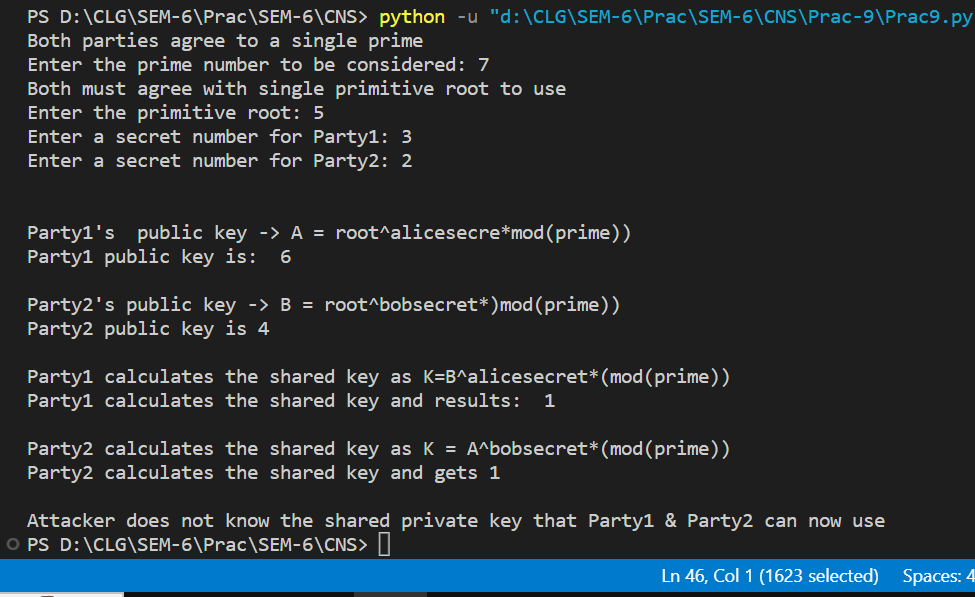 PS D:\CLG\SEM-6\Prac\SEM-6\CNS> python -u "d:\CLG\SEM-6\Prac\SEM-6\CNS\Prac-9\Prac9.py
Both parties agree to a single prime
Enter the prime number to be considered: 7
Both must agree with single primitive root to use
Enter the primitive root: 5
Enter a secret number for Party1: 3
Enter a secret number for Party2: 2
Party1's  public key -> A = root^alicesecre*mod(prime))
Party1 public key is:  6
Party2's public key -> B = root^bobsecret*)mod(prime))
Party2 public key is 4
Party1 calculates the shared key as K=B^alicesecret*(mod(prime))
Party1 calculates the shared key and results:  1
Party2 calculates the shared key as K = A^bobsecret*(mod(prime))
Party2 calculates the shared key and gets 1
Attacker does not know the shared private key that Party1 & Party2 can now use
PS D:\CLG\SEM-6\Prac\SEM-6\CNS>
Ln 46, Col 1 (1623 selected) Spaces: 4